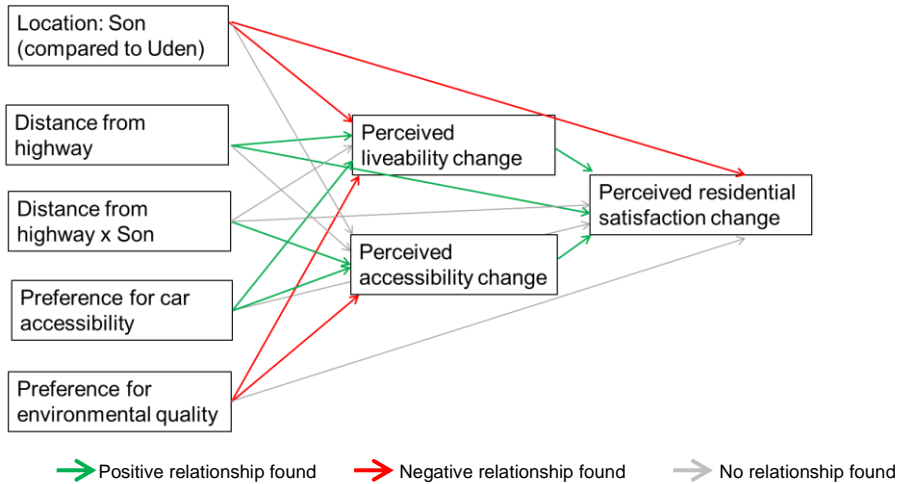 Location: Son
(compared to Uden)
Distance from
highway
Distance from
highway x Son
Preference for car
accessibility
Preference for
environmental quality
Perceived
liveability change
Perceived
accessibility change
Perceived residential
satisfaction change
Positive relationship found
Negative relationship found
No relationship found